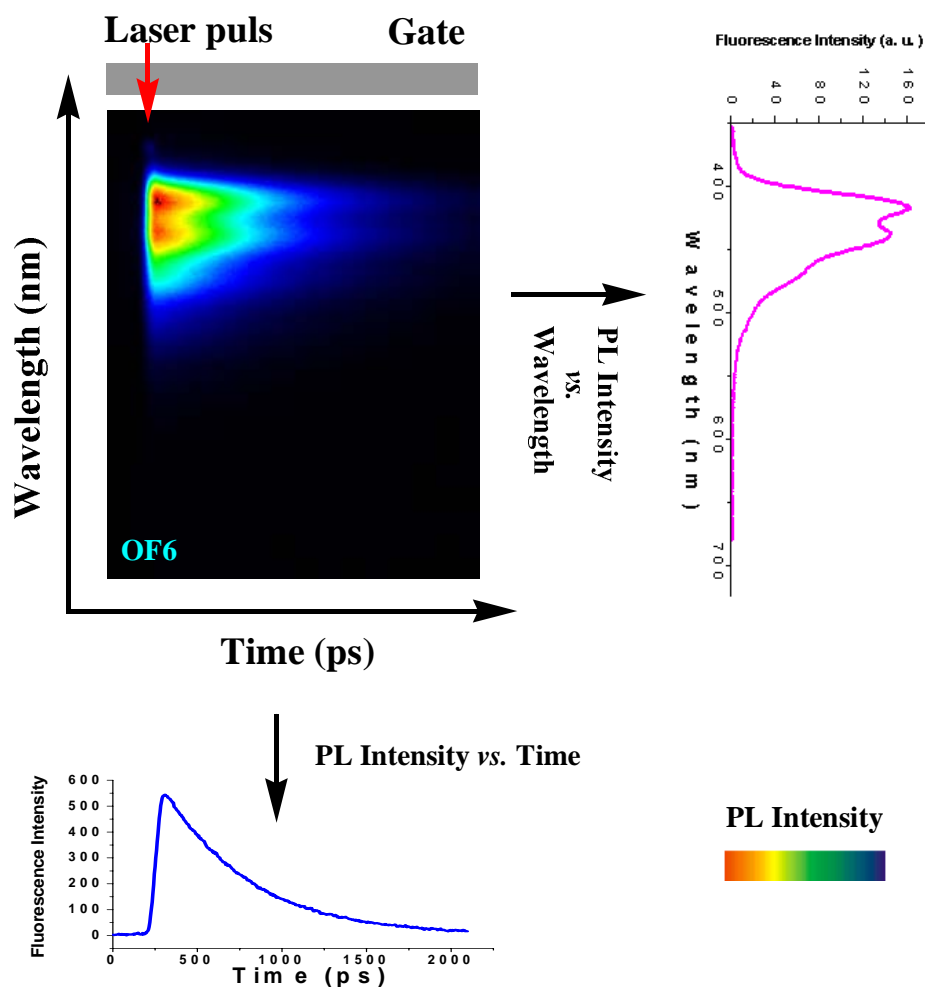 Laser puls
Gate
Wavelength (nm)
OF6
Time (ps)
PL Intensity
vs.
Wavelength
Fluorescence Intensity (a. u.)
0 40 80 120 160
400
500
600
700
Wavelength (nm)
PL Intensity vs. Time
Fluorescence Intensity
600
500
400
300
200
100
0
0 500 1000 1500 2000
Time (ps)
PL Intensity